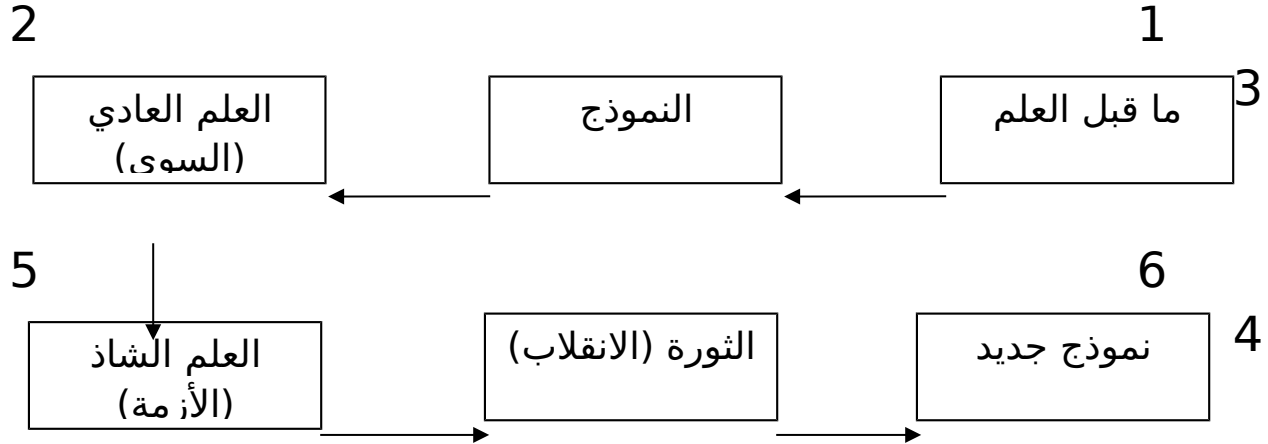 2
1
3
ما قبل العلم
النموذج
العلم العادي
(السوي)
5
6
4
العلم الشاذ
(الأزمة)
الثورة (الانقلاب)
نموذج جديد